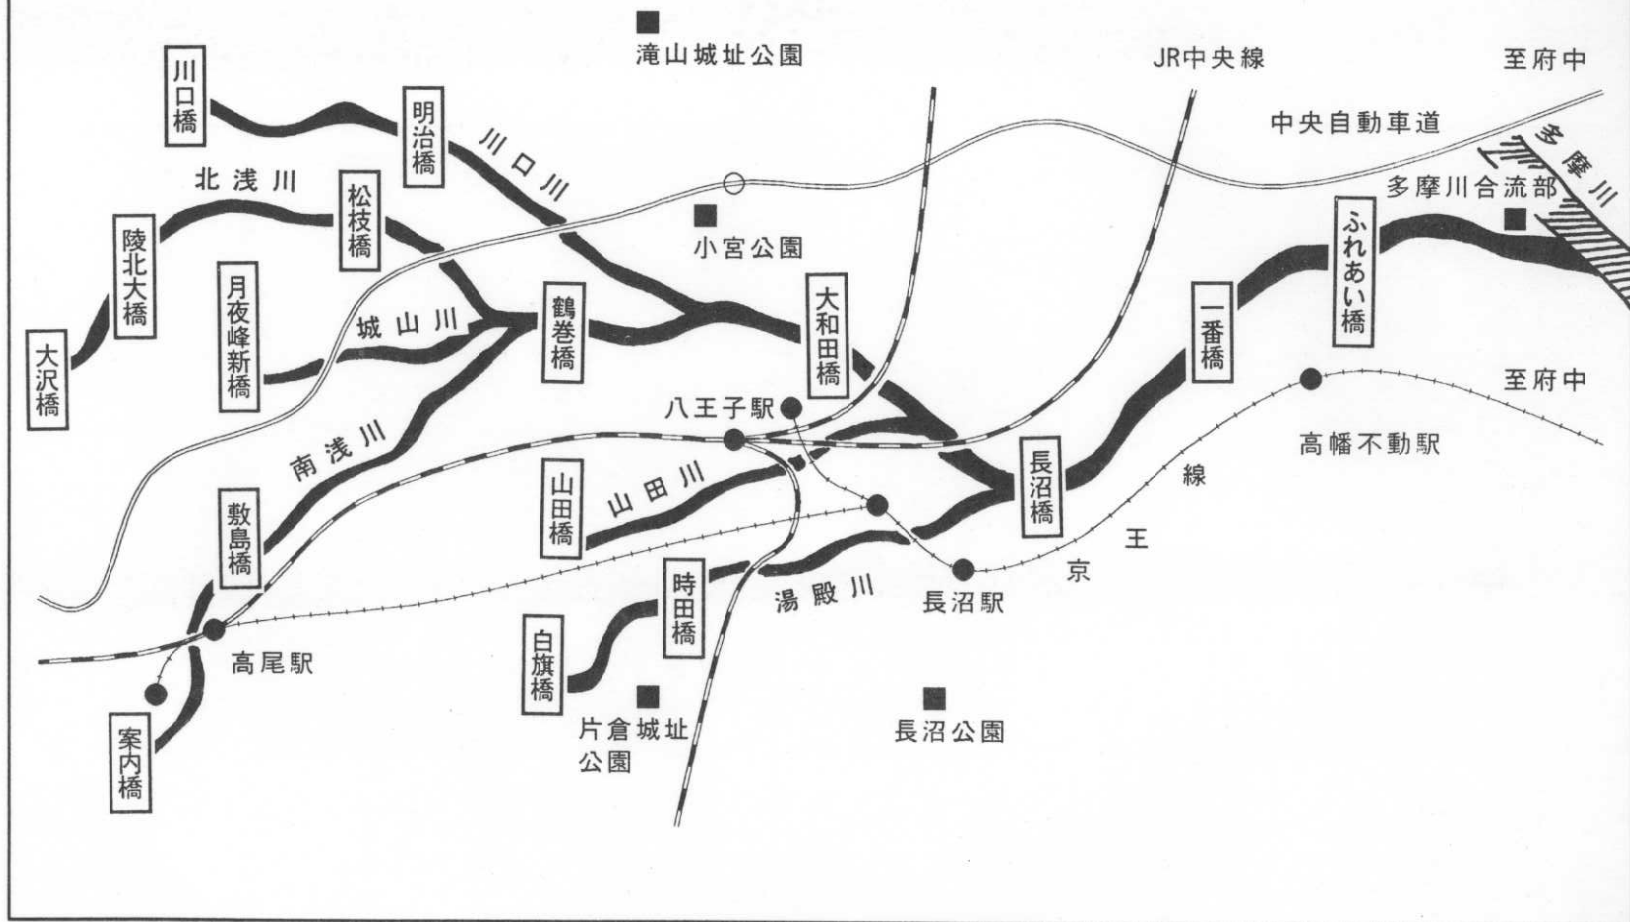 滝山城址公園
JR中央線
至府中
川口橋
明治橋
川口川
中央自動車道
多摩川
北浅川
松枝橋
多摩川合流部
ふれあい橋
小宮公園
陵北大橋
月夜峰新橋
城山川
鶴巻橋
大和田橋
一番橋
大沢橋
八王子駅
至府中
高幡不動駅
南浅川
山田橋
山田川
長沼橋
京王線
敷島橋
時田橋
湯殿川
長沼駅
高尾駅
白旗橋
片倉城址
公園
長沼公園
案内橋